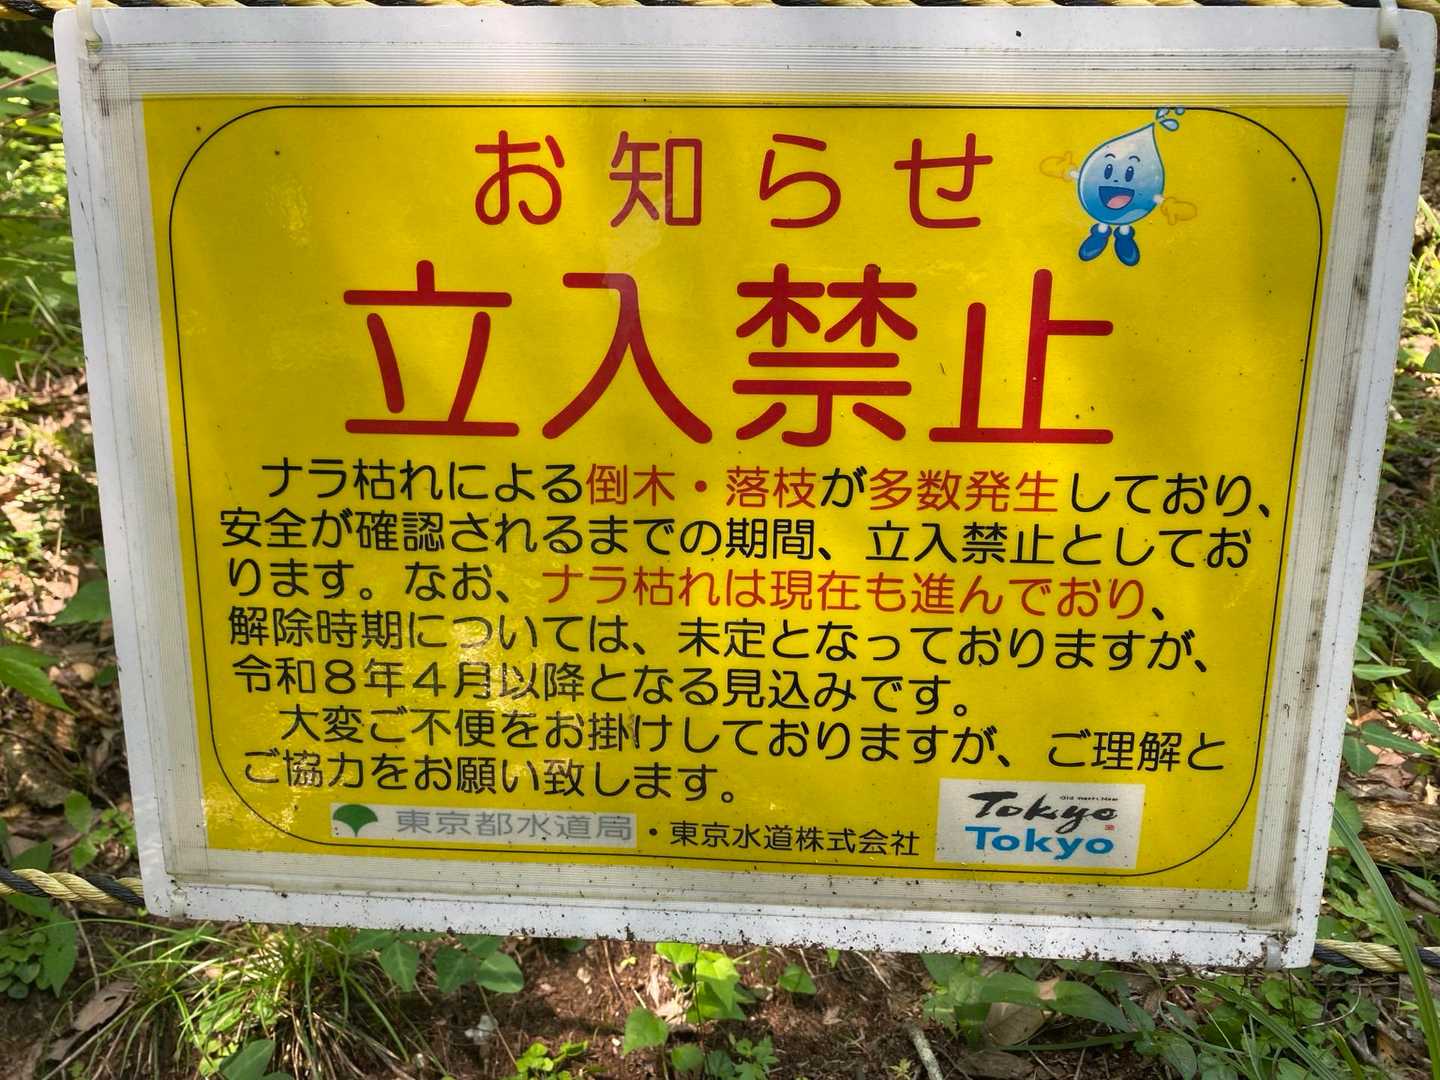 お知らせ
立入禁止
ナラ枯れによる倒木・落枝が多数発生しており、
安全が確認されるまでの期間、立入禁止としてお
ります。なお、ナラ枯れは現在も進んでおり、
解除時期については、未定となっておりますが、
令和８年４月以降となる見込みです。
大変ご不便をお掛けしておりますが、ご理解と
ご協力をお願い致します。
東京都水道局・東京水道株式会社
Tokyo Old meets New
Tokyo